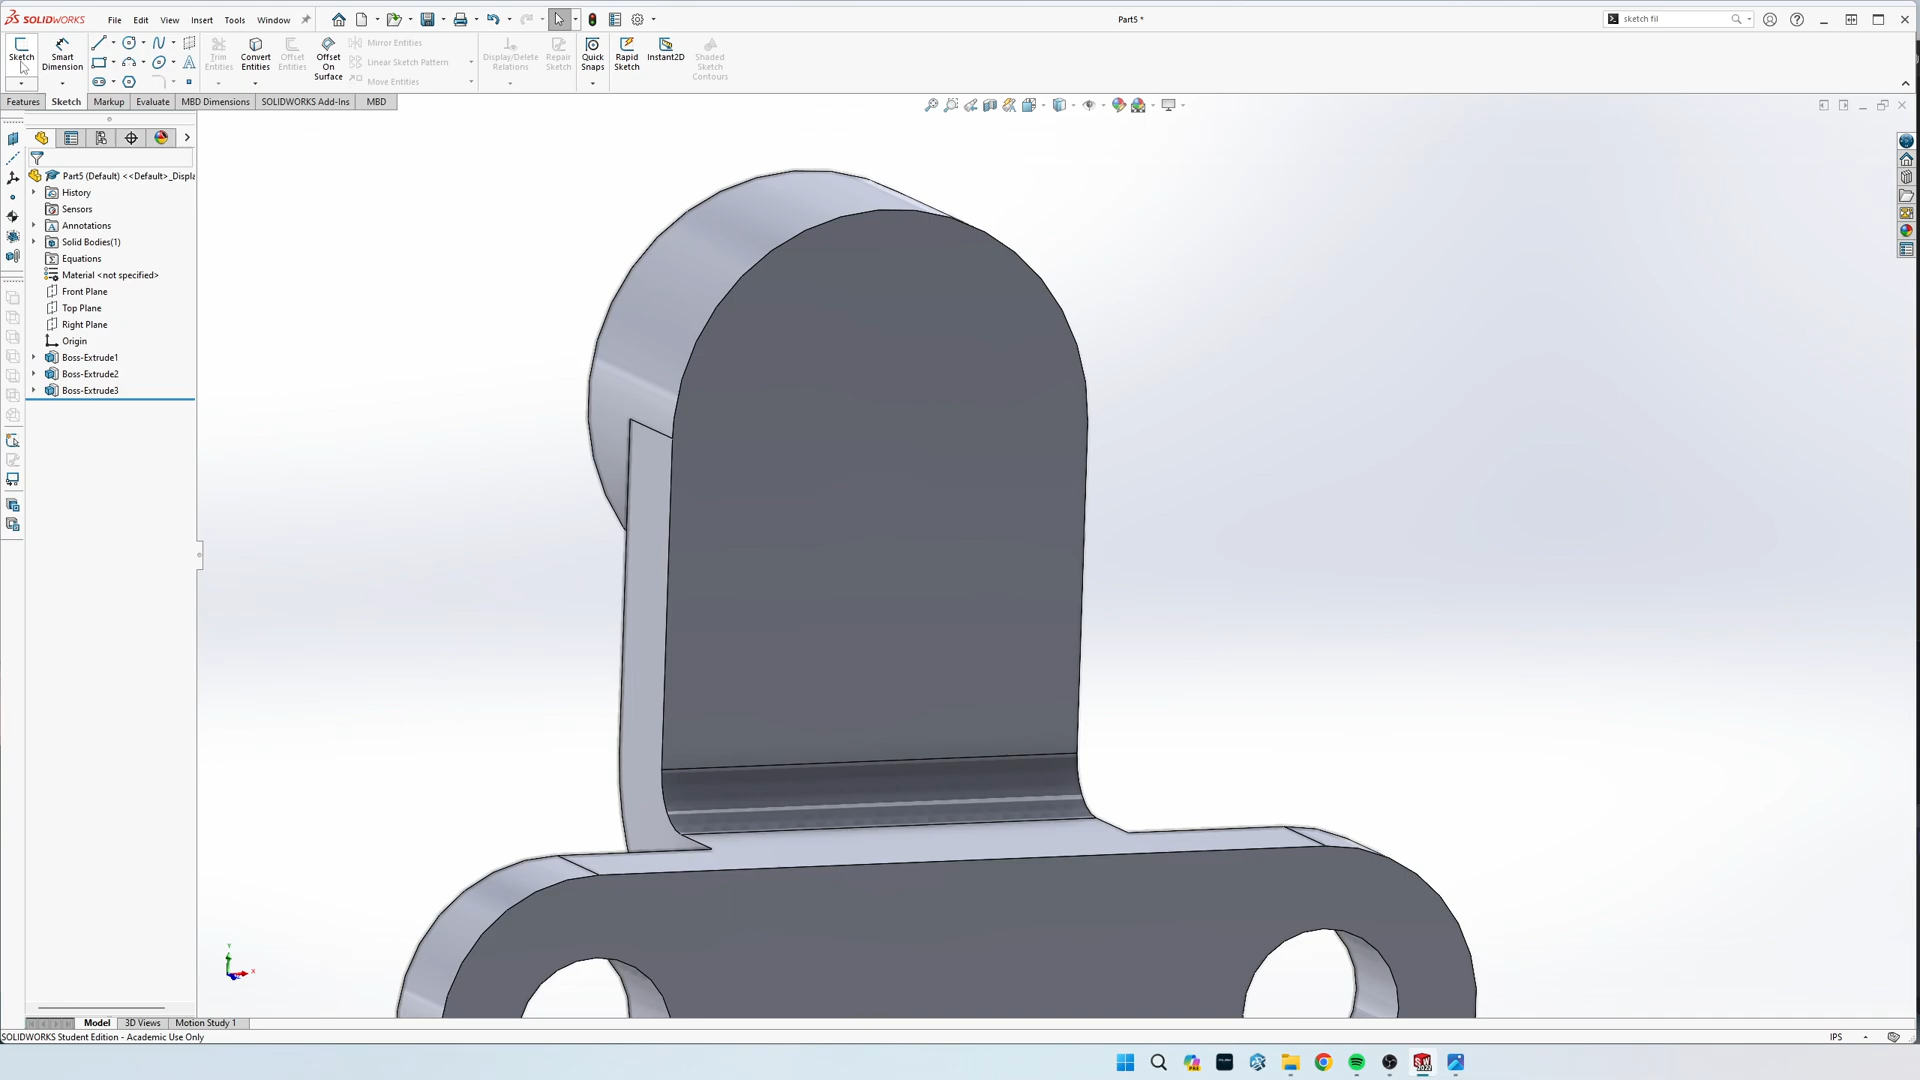 SOLIDWORKS File Edit View Insert Tools Window Part5 * sketch fil
Sketch Smart Dimension Trim Entities Convert Entities Offset Entities Offset On Surface Mirror Entities Linear Sketch Pattern Move Entities Display/Delete Relations Repair Sketch Quick Snaps Rapid Sketch Instant2D Shaded Sketch Contours
Features Sketch Markup Evaluate MBD Dimensions SOLIDWORKS Add-Ins MBD
Part5 (Default) <<Default>_Displa
History
Sensors
Annotations
Solid Bodies(1)
Equations
Material <not specified>
Front Plane
Top Plane
Right Plane
Origin
Boss-Extrude1
Boss-Extrude2
Boss-Extrude3
Y
X
Model 3D Views Motion Study 1
SOLIDWORKS Student Edition - Academic Use Only IPS